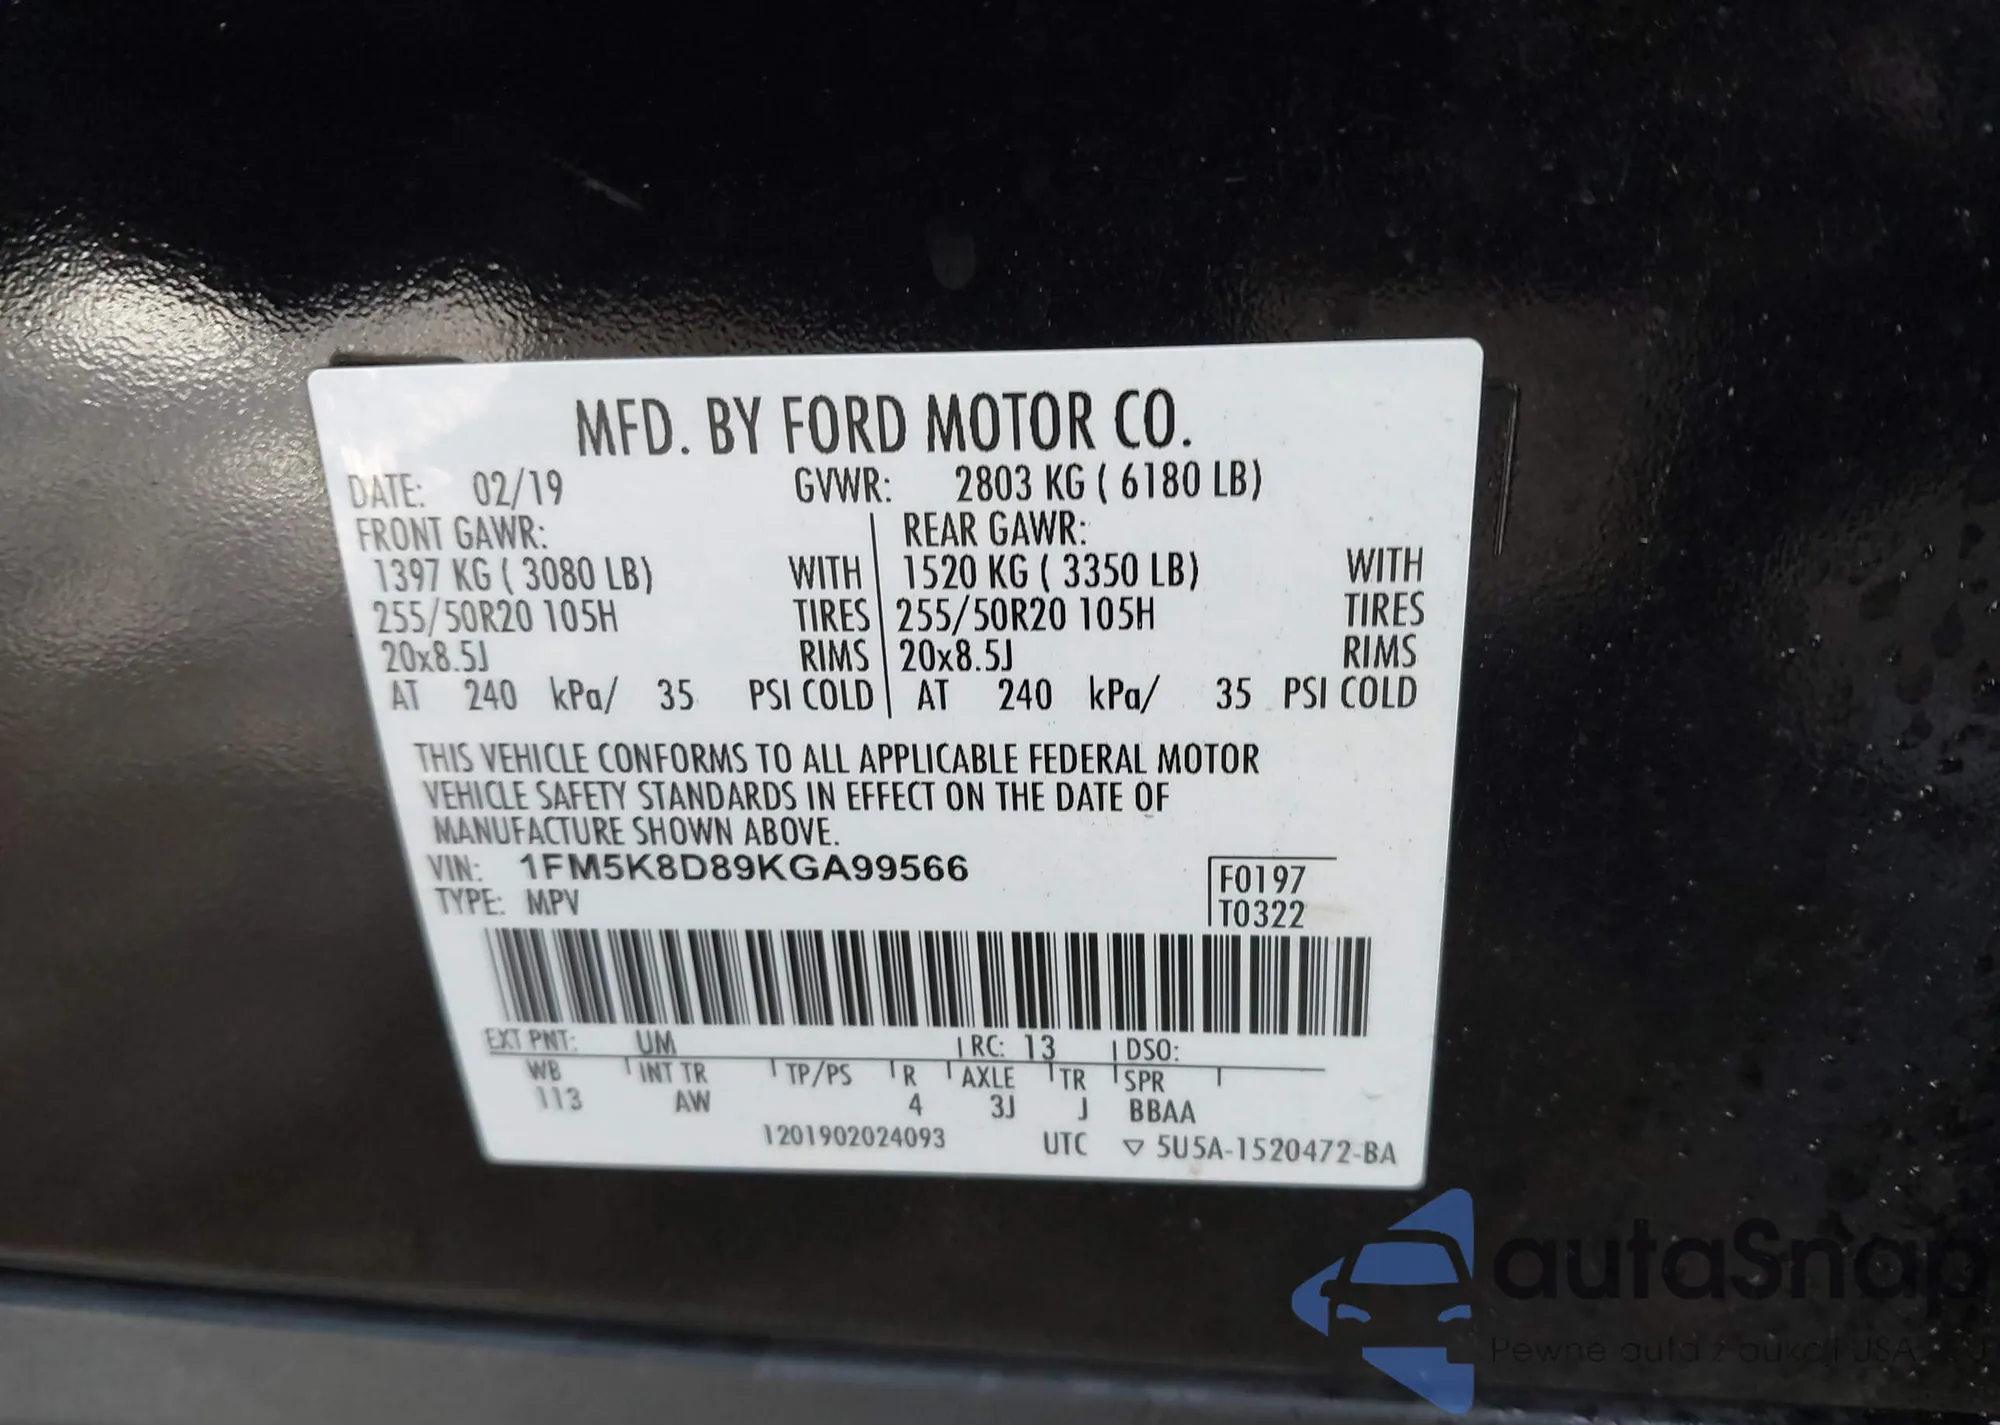 MFD. BY FORD MOTOR CO.
DATE: 02/19 GVWR: 2803 KG ( 6180 LB)
FRONT GAWR: REAR GAWR:
1397 KG ( 3080 LB) WITH 1520 KG ( 3350 LB) WITH
255/50R20 105H TIRES 255/50R20 105H TIRES
20x8.5J RIMS 20x8.5J RIMS
AT 240 kPa/ 35 PSI COLD AT 240 kPa/ 35 PSI COLD
THIS VEHICLE CONFORMS TO ALL APPLICABLE FEDERAL MOTOR
VEHICLE SAFETY STANDARDS IN EFFECT ON THE DATE OF
MANUFACTURE SHOWN ABOVE.
VIN: 1FM5K8D89KGA99566
F0197
TYPE: MPV
T0322
EXT PNT: UM RC: 13 DSO:
WB INT TR TP/PS R AXLE TR SPR
113 AW 4 3J J BBAA
1201902024093 UTC ▽ 5U5A-1520472-BA
autaSnap
Pewne auta z aukcji USA